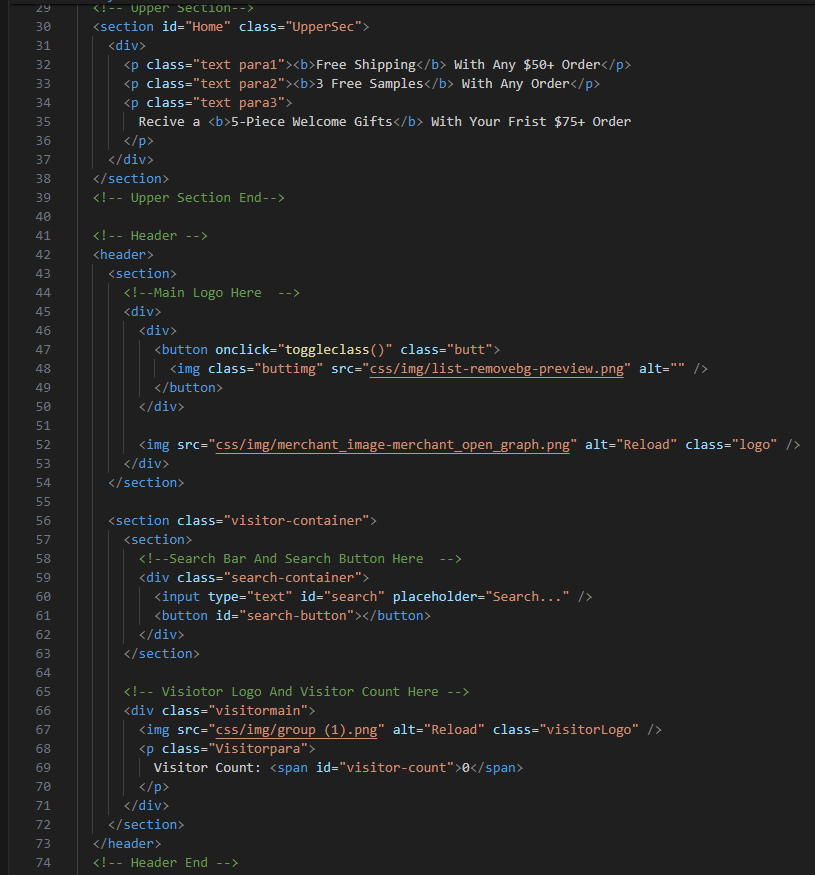 29 <!-- Upper Section-->
30 <section id="Home" class="UpperSec">
31 <div>
32 <p class="text para1"><b>Free Shipping</b> With Any $50+ Order</p>
33 <p class="text para2"><b>3 Free Samples</b> With Any Order</p>
34 <p class="text para3">
35 Recive a <b>5-Piece Welcome Gifts</b> With Your Frist $75+ Order
36 </p>
37 </div>
38 </section>
39 <!-- Upper Section End-->
40
41 <!-- Header -->
42 <header>
43 <section>
44 <!--Main Logo Here  -->
45 <div>
46 <div>
47 <button onclick="toggleclass()" class="butt">
48 <img class="buttimg" src="css/img/list-removebg-preview.png" alt="" />
49 </button>
50 </div>
51
52 <img src="css/img/merchant_image-merchant_open_graph.png" alt="Reload" class="logo" />
53 </div>
54 </section>
55
56 <section class="visitor-container">
57 <section>
58 <!--Search Bar And Search Button Here  -->
59 <div class="search-container">
60 <input type="text" id="search" placeholder="Search..." />
61 <button id="search-button"></button>
62 </div>
63 </section>
64
65 <!-- Visiotor Logo And Visitor Count Here -->
66 <div class="visitormain">
67 <img src="css/img/group (1).png" alt="Reload" class="visitorLogo" />
68 <p class="Visitorpara">
69 Visitor Count: <span id="visitor-count">0</span>
70 </p>
71 </div>
72 </section>
73 </header>
74 <!-- Header End -->